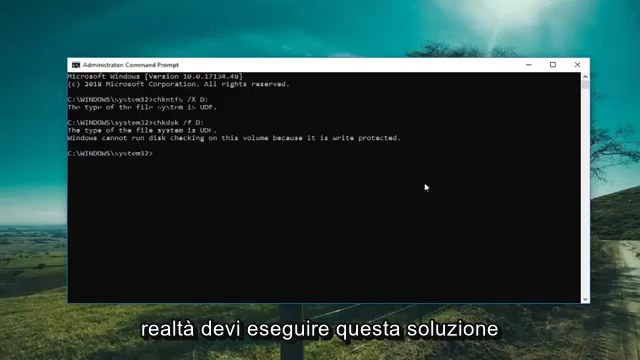 Administrator: Command Prompt
Microsoft Windows [Version 10.0.17134.48]
(c) 2018 Microsoft Corporation. All rights reserved.
C:\WINDOWS\system32>chkntfs /X D:
The type of the file system is UDF.
C:\WINDOWS\system32>chkdsk /f D:
The type of the file system is UDF.
Windows cannot run disk checking on this volume because it is write protected.
C:\WINDOWS\system32>
realtà devi eseguire questa soluzione